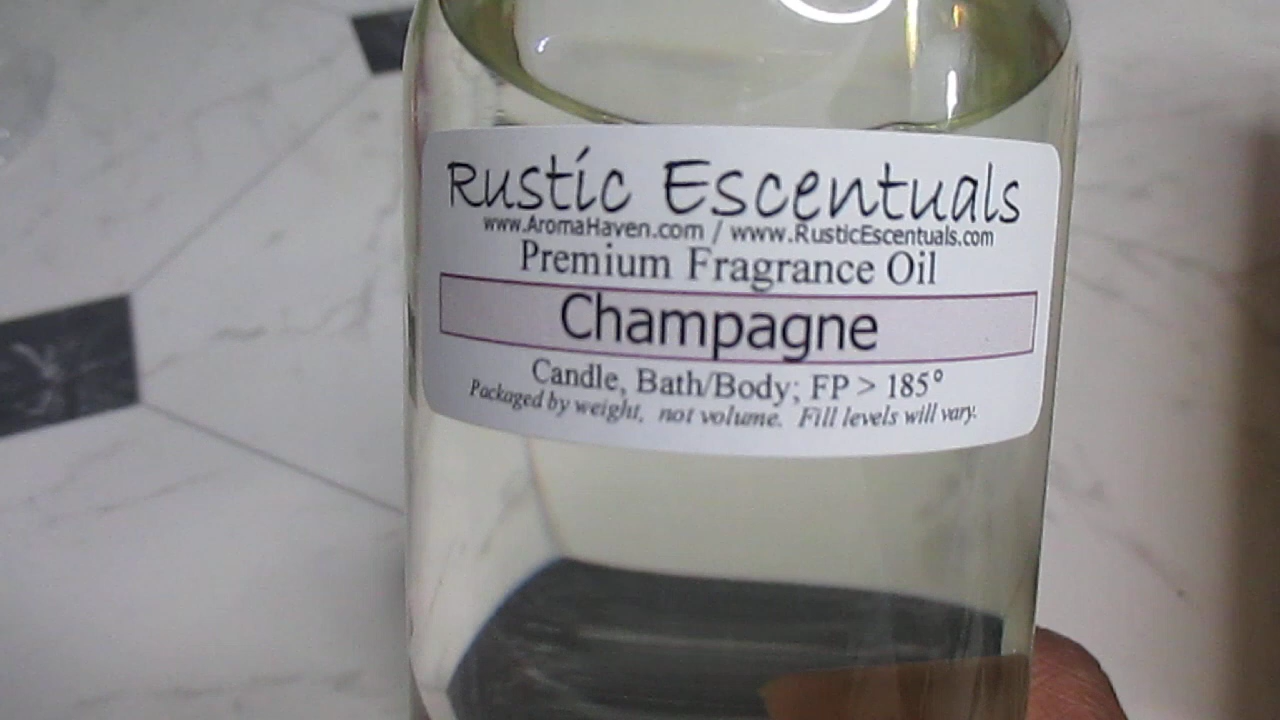 Rustic Escentuals
www.AromaHaven.com / www.RusticEscentuals.com
Premium Fragrance Oil
Champagne
Candle, Bath/Body; FP > 185°
Packaged by weight, not volume. Fill levels will vary.